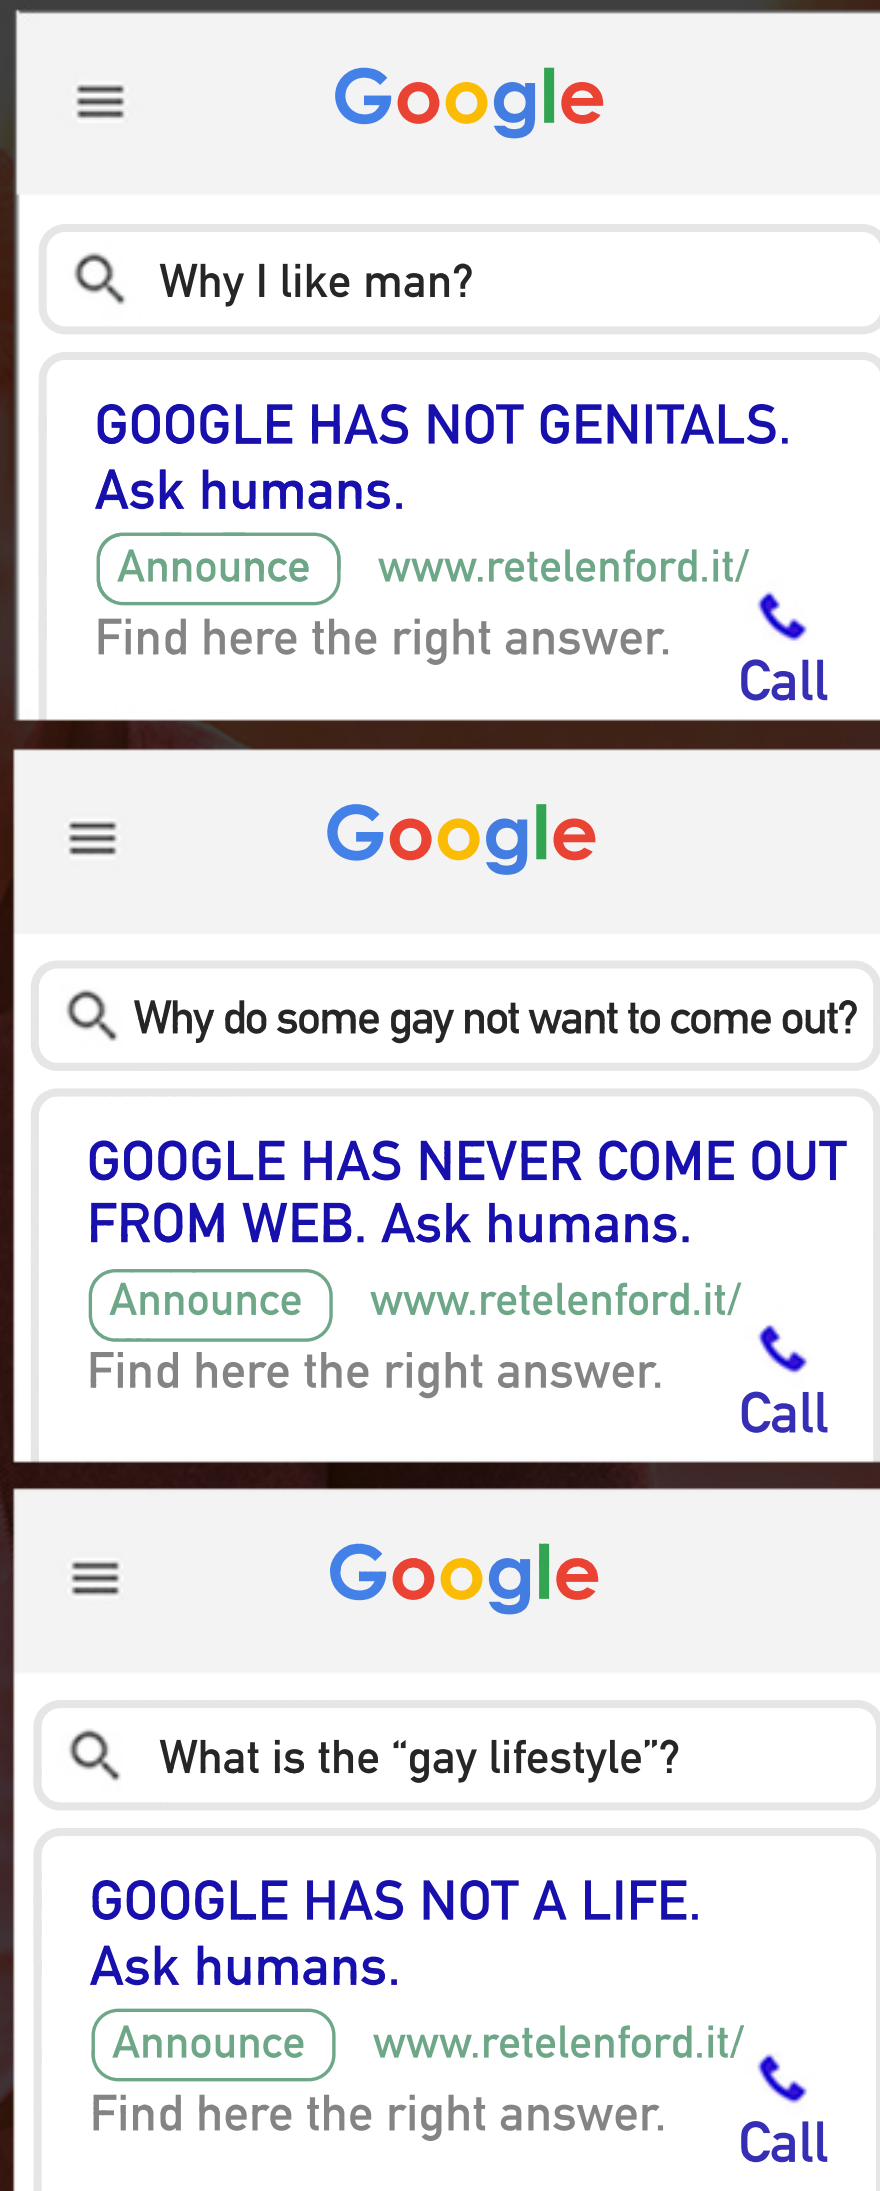 Google
Why I like man?
GOOGLE HAS NOT GENITALS.
Ask humans.
Announce www.retelenford.it/
Find here the right answer.
Call
Google
Why do some gay not want to come out?
GOOGLE HAS NEVER COME OUT
FROM WEB. Ask humans.
Announce www.retelenford.it/
Find here the right answer.
Call
Google
What is the “gay lifestyle”?
GOOGLE HAS NOT A LIFE.
Ask humans.
Announce www.retelenford.it/
Find here the right answer.
Call